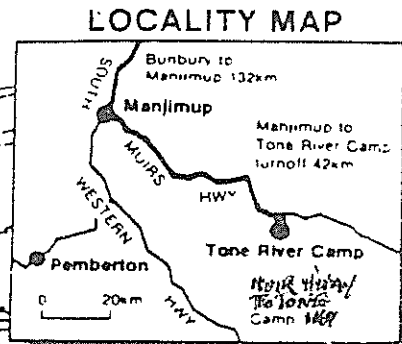 LOCALITY MAP
Bunbury to
Manjimup 132km
SOUTH
Manjimup
Manjimup to
Tone River Camp
turnoff 42km
MUIRS
HWY
WESTERN
Tone River Camp
Pemberton
0 20km
HWY
Camp